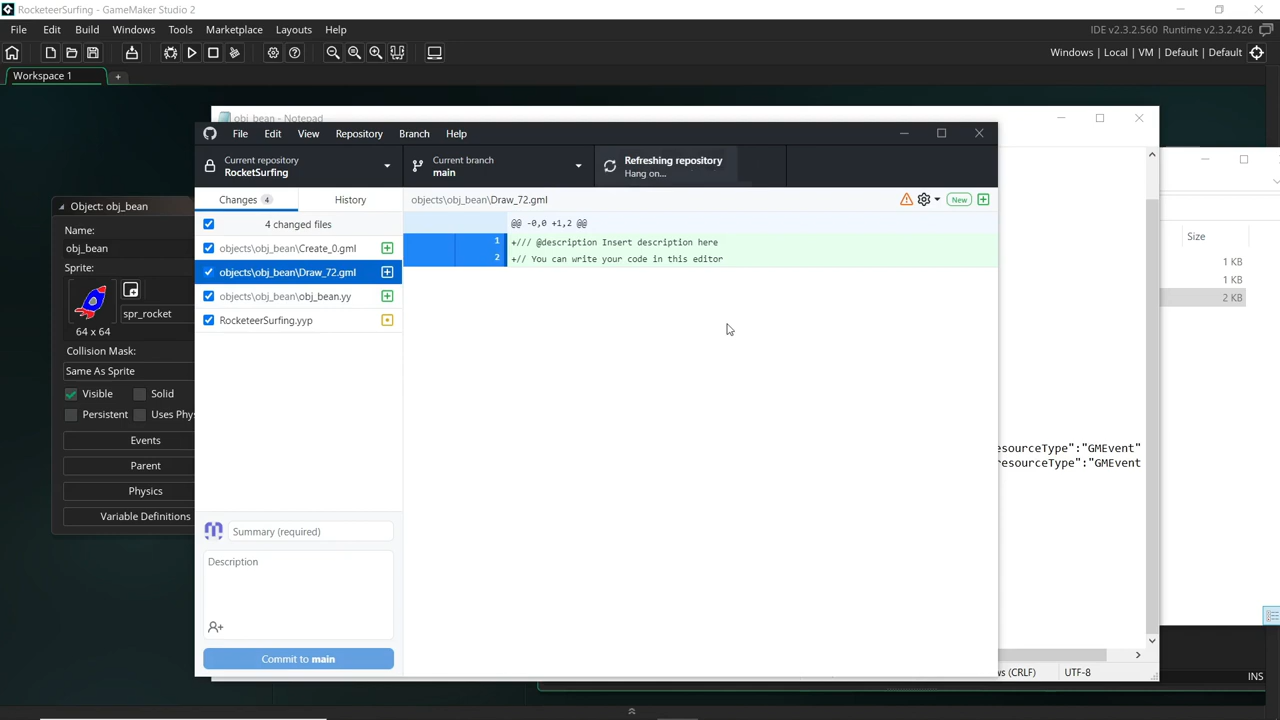 RocketeerSurfing - GameMaker Studio 2
File Edit Build Windows Tools Marketplace Layouts Help
IDE v2.3.2.560 Runtime v2.3.2.426
Windows | Local | VM | Default | Default
Workspace 1 +
obj_bean - Notepad
File Edit View Repository Branch Help
Current repository
RocketSurfing
Current branch
main
Refreshing repository
Hang on...
Changes 4
History
objects\obj_bean\Draw_72.gml
New
4 changed files
@@ -0,0 +1,2 @@
objects\obj_bean\Create_0.gml
1 +/// @description Insert description here
2 +// You can write your code in this editor
objects\obj_bean\Draw_72.gml
objects\obj_bean\obj_bean.yy
RocketeerSurfing.yyp
Summary (required)
Description
Commit to main
Object: obj_bean
Name:
obj_bean
Sprite:
spr_rocket
64 x 64
Collision Mask:
Same As Sprite
Visible Solid
Persistent Uses Phys
Events
Parent
Physics
Variable Definitions
Size
1 KB
1 KB
2 KB
esourceType":"GMEvent"
esourceType":"GMEvent
ws (CRLF) UTF-8
INS